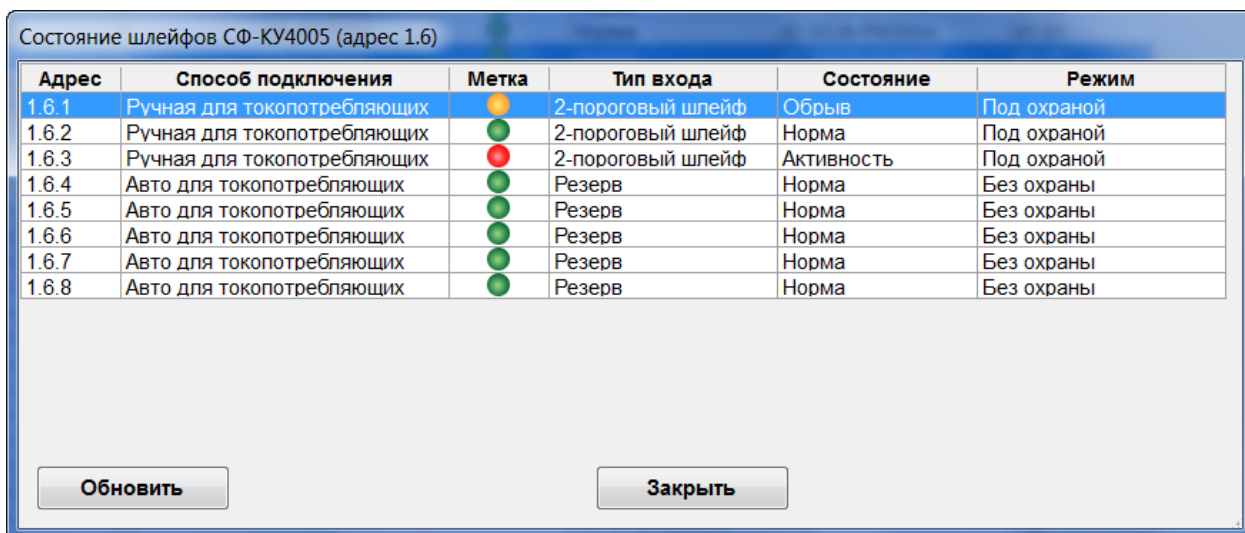 Состояние шлейфов СФ-КУ4005 (адрес 1.6)
Адрес Способ подключения Метка Тип входа Состояние Режим
1.6.1 Ручная для токопотребляющих 2-пороговый шлейф Обрыв Под охраной
1.6.2 Ручная для токопотребляющих 2-пороговый шлейф Норма Под охраной
1.6.3 Ручная для токопотребляющих 2-пороговый шлейф Активность Под охраной
1.6.4 Авто для токопотребляющих Резерв Норма Без охраны
1.6.5 Авто для токопотребляющих Резерв Норма Без охраны
1.6.6 Авто для токопотребляющих Резерв Норма Без охраны
1.6.7 Авто для токопотребляющих Резерв Норма Без охраны
1.6.8 Авто для токопотребляющих Резерв Норма Без охраны
Обновить Закрыть